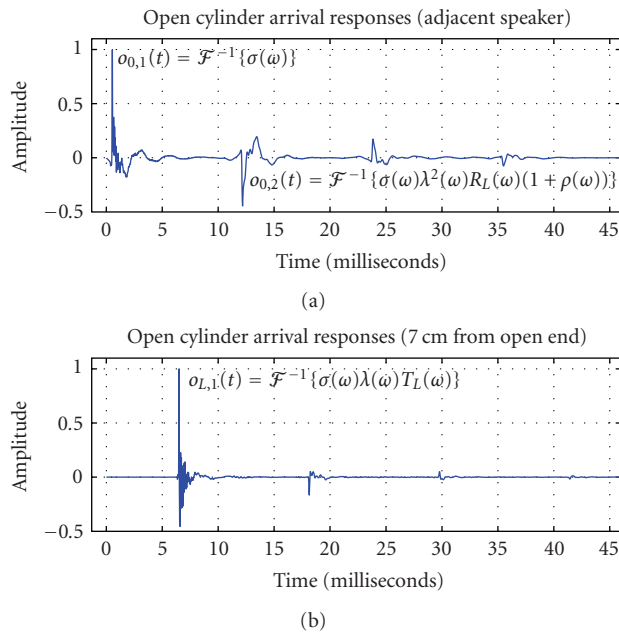 Open cylinder arrival responses (adjacent speaker)
1
0.5
0
−0.5
Amplitude
o₀,₁(t) = ℱ⁻¹{σ(ω)}
o₀,₂(t) = ℱ⁻¹{σ(ω)λ²(ω)R_L(ω)(1 + ρ(ω))}
0 5 10 15 20 25 30 35 40 45
Time (milliseconds)
(a)
Open cylinder arrival responses (7 cm from open end)
1
0.5
0
−0.5
Amplitude
o_L,₁(t) = ℱ⁻¹{σ(ω)λ(ω)T_L(ω)}
0 5 10 15 20 25 30 35 40 45
Time (milliseconds)
(b)